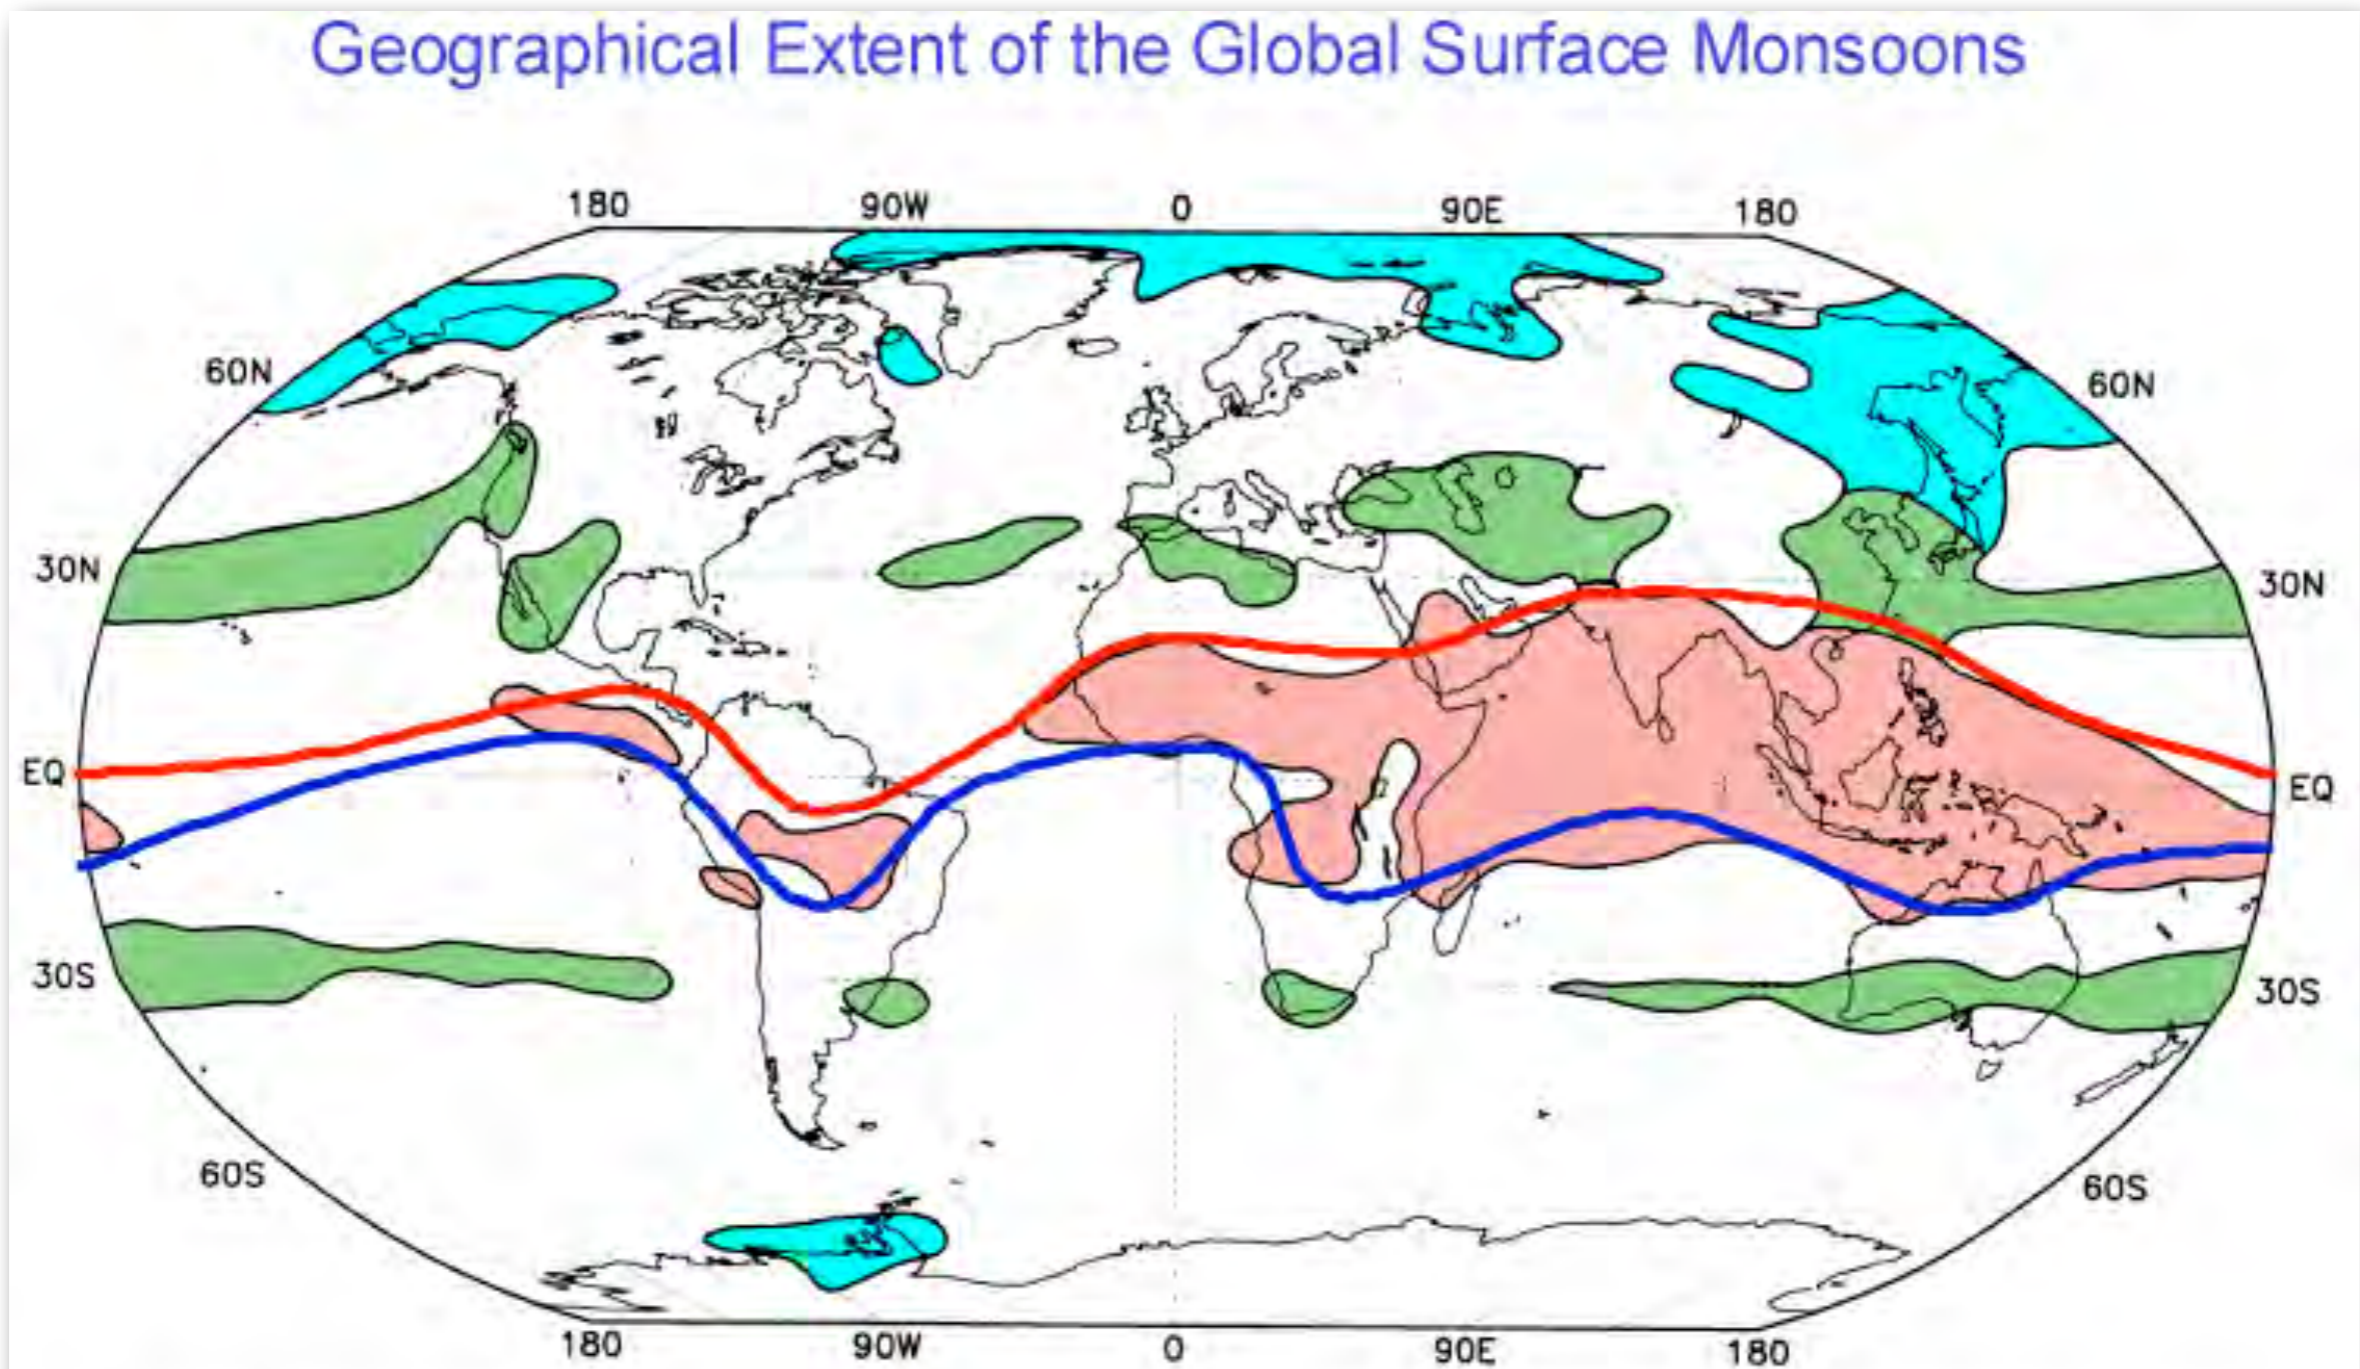 Geographical Extent of the Global Surface Monsoons
180 90W 0 90E 180
60N 60N
30N 30N
EQ EQ
30S 30S
60S 60S
180 90W 0 90E 180